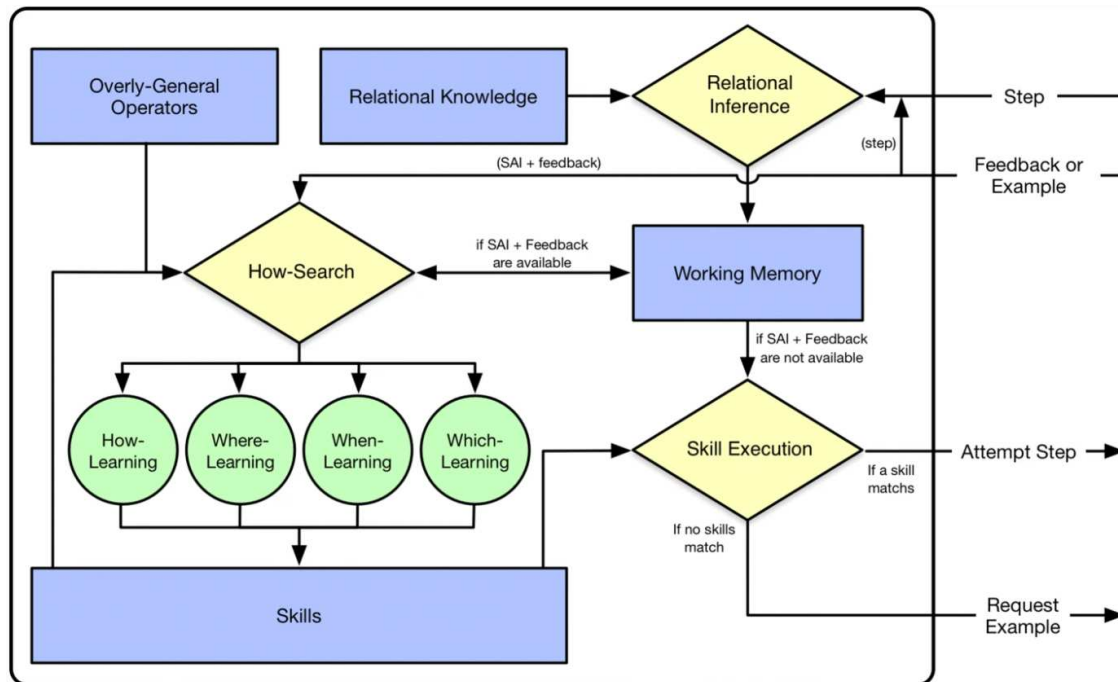 Overly-General
Operators
Relational Knowledge
Relational
Inference
Step
(step)
(SAI + feedback)
Feedback or
Example
How-Search
if SAI + Feedback
are available
Working Memory
if SAI + Feedback
are not available
How-
Learning
Where-
Learning
When-
Learning
Which-
Learning
Skill Execution
Attempt Step
If a skill
matchs
If no skills
match
Skills
Request
Example